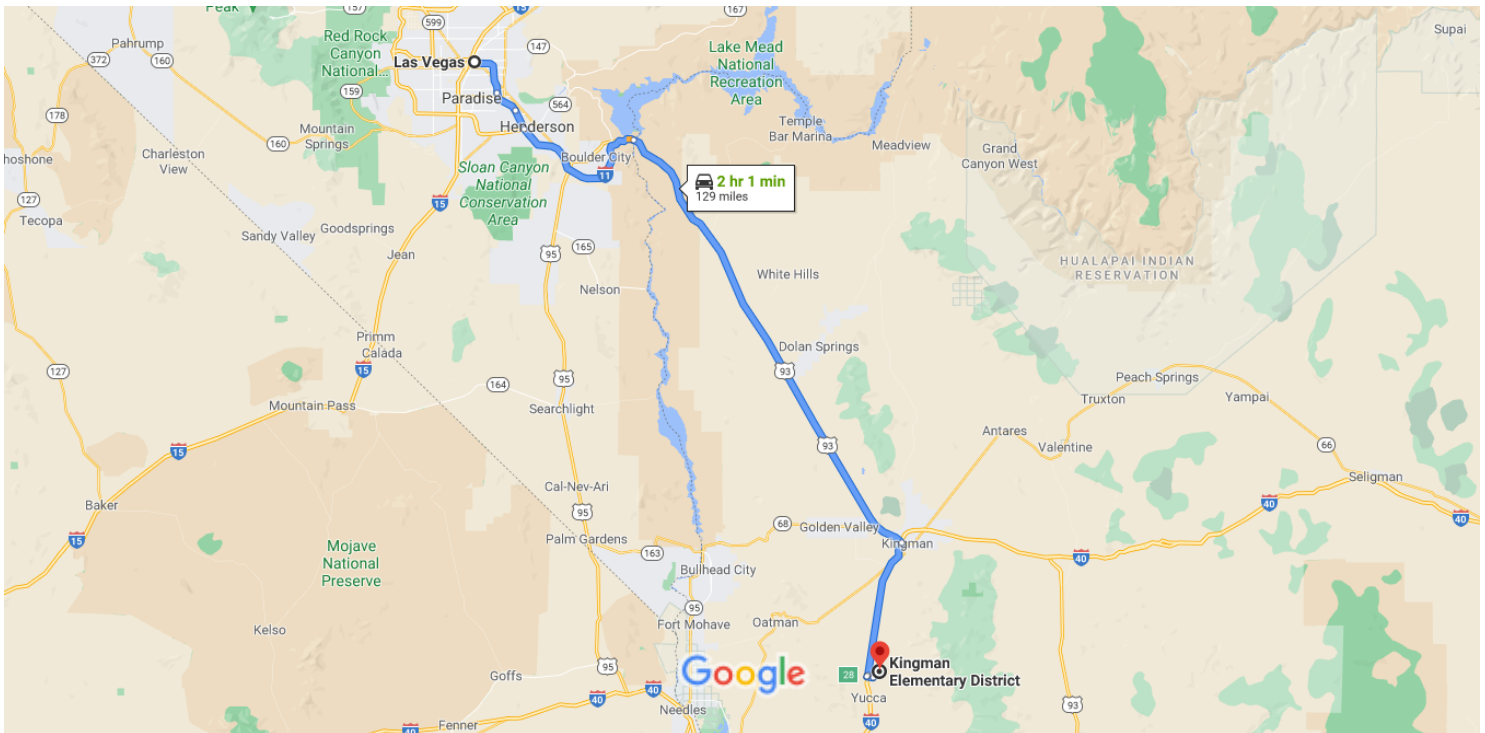 Peak
157
15
167
599
Supai
Pahrump
Red Rock
Canyon
National...
147
Lake Mead
National
Recreation
Area
372
160
Las Vegas
159
Paradise
564
178
Mountain
Springs
160
Henderson
Temple
Bar Marina
Meadview
Grand
Canyon West
hoshone
Charleston
View
Boulder City
11
Sloan Canyon
National
Conservation
Area
2 hr 1 min
129 miles
127
15
Tecopa
Sandy Valley
Goodsprings
Jean
95
165
HUALAPAI INDIAN
RESERVATION
White Hills
Nelson
Primm
Calada
Dolan Springs
127
15
164
95
93
Peach Springs
Truxton
Yampai
Mountain Pass
Searchlight
15
93
Antares
Valentine
66
Seligman
Baker
Cal-Nev-Ari
95
40
40
15
Palm Gardens
163
68
Golden Valley
Kingman
40
Mojave
National
Preserve
Bullhead City
95
Fort Mohave
Oatman
Kelso
Goffs
95
Google
28
Kingman
Elementary District
Yucca
40
40
Needles
40
93
Fenner
40